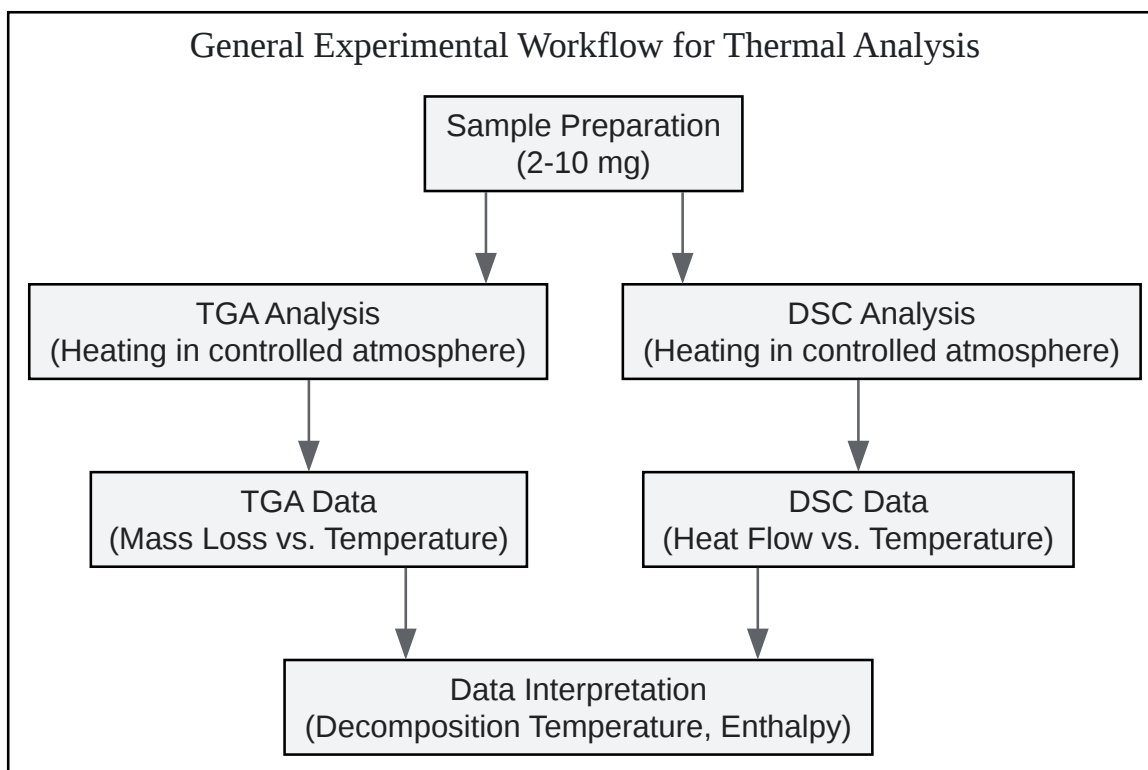 General Experimental Workflow for Thermal Analysis
Sample Preparation
(2-10 mg)
TGA Analysis
(Heating in controlled atmosphere)
DSC Analysis
(Heating in controlled atmosphere)
TGA Data
(Mass Loss vs. Temperature)
DSC Data
(Heat Flow vs. Temperature)
Data Interpretation
(Decomposition Temperature, Enthalpy)